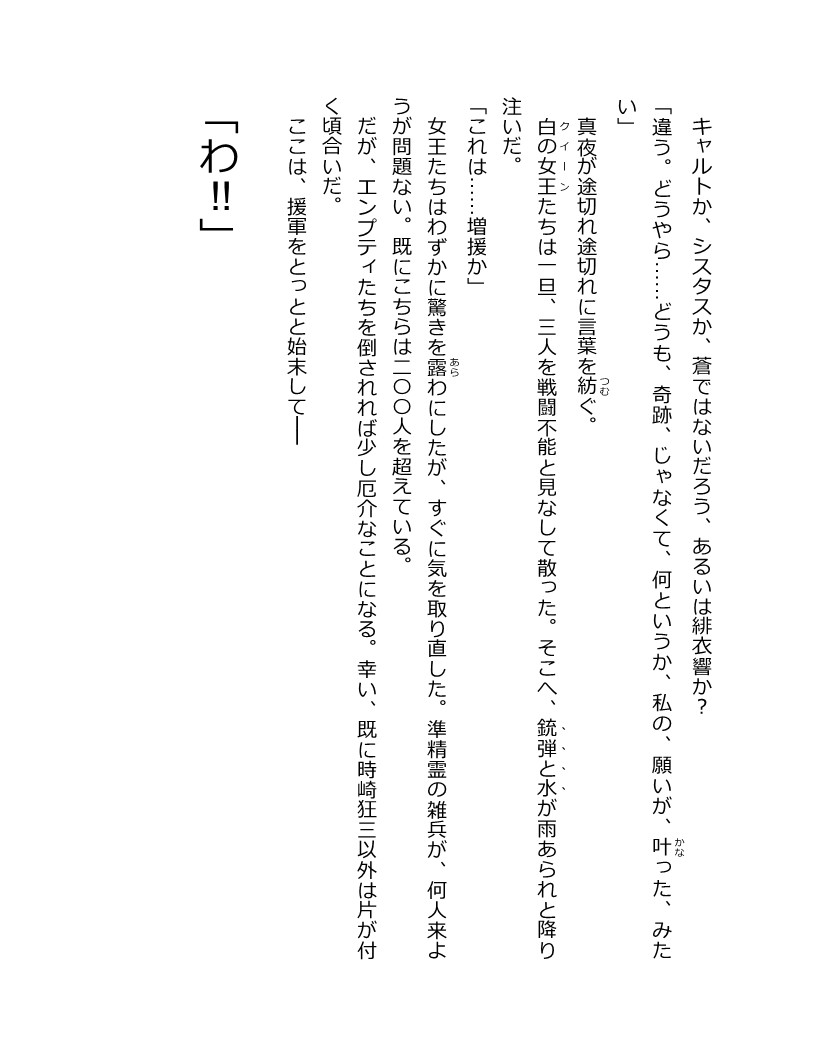 キャルトか、シスタスか、蒼ではないだろう、あるいは緋衣響か？
「違う。どうやら……どうも、奇跡、じゃなくて、何というか、私の、願いが、叶った、みた
い」
真夜が途切れ途切れに言葉を紡ぐ。
白の女王たちは一旦、三人を戦闘不能と見なして散った。そこへ、銃弾と水が雨あられと降り
注いだ。
「これは……増援か」
女王たちはわずかに驚きを露わにしたが、すぐに気を取り直した。準精霊の雑兵が、何人来よ
うが問題ない。既にこちらは二〇〇人を超えている。
だが、エンプティたちを倒されれば少し厄介なことになる。幸い、既に時崎狂三以外は片が付
く頃合いだ。
ここは、援軍をとっとと始末して──
「わ!!」